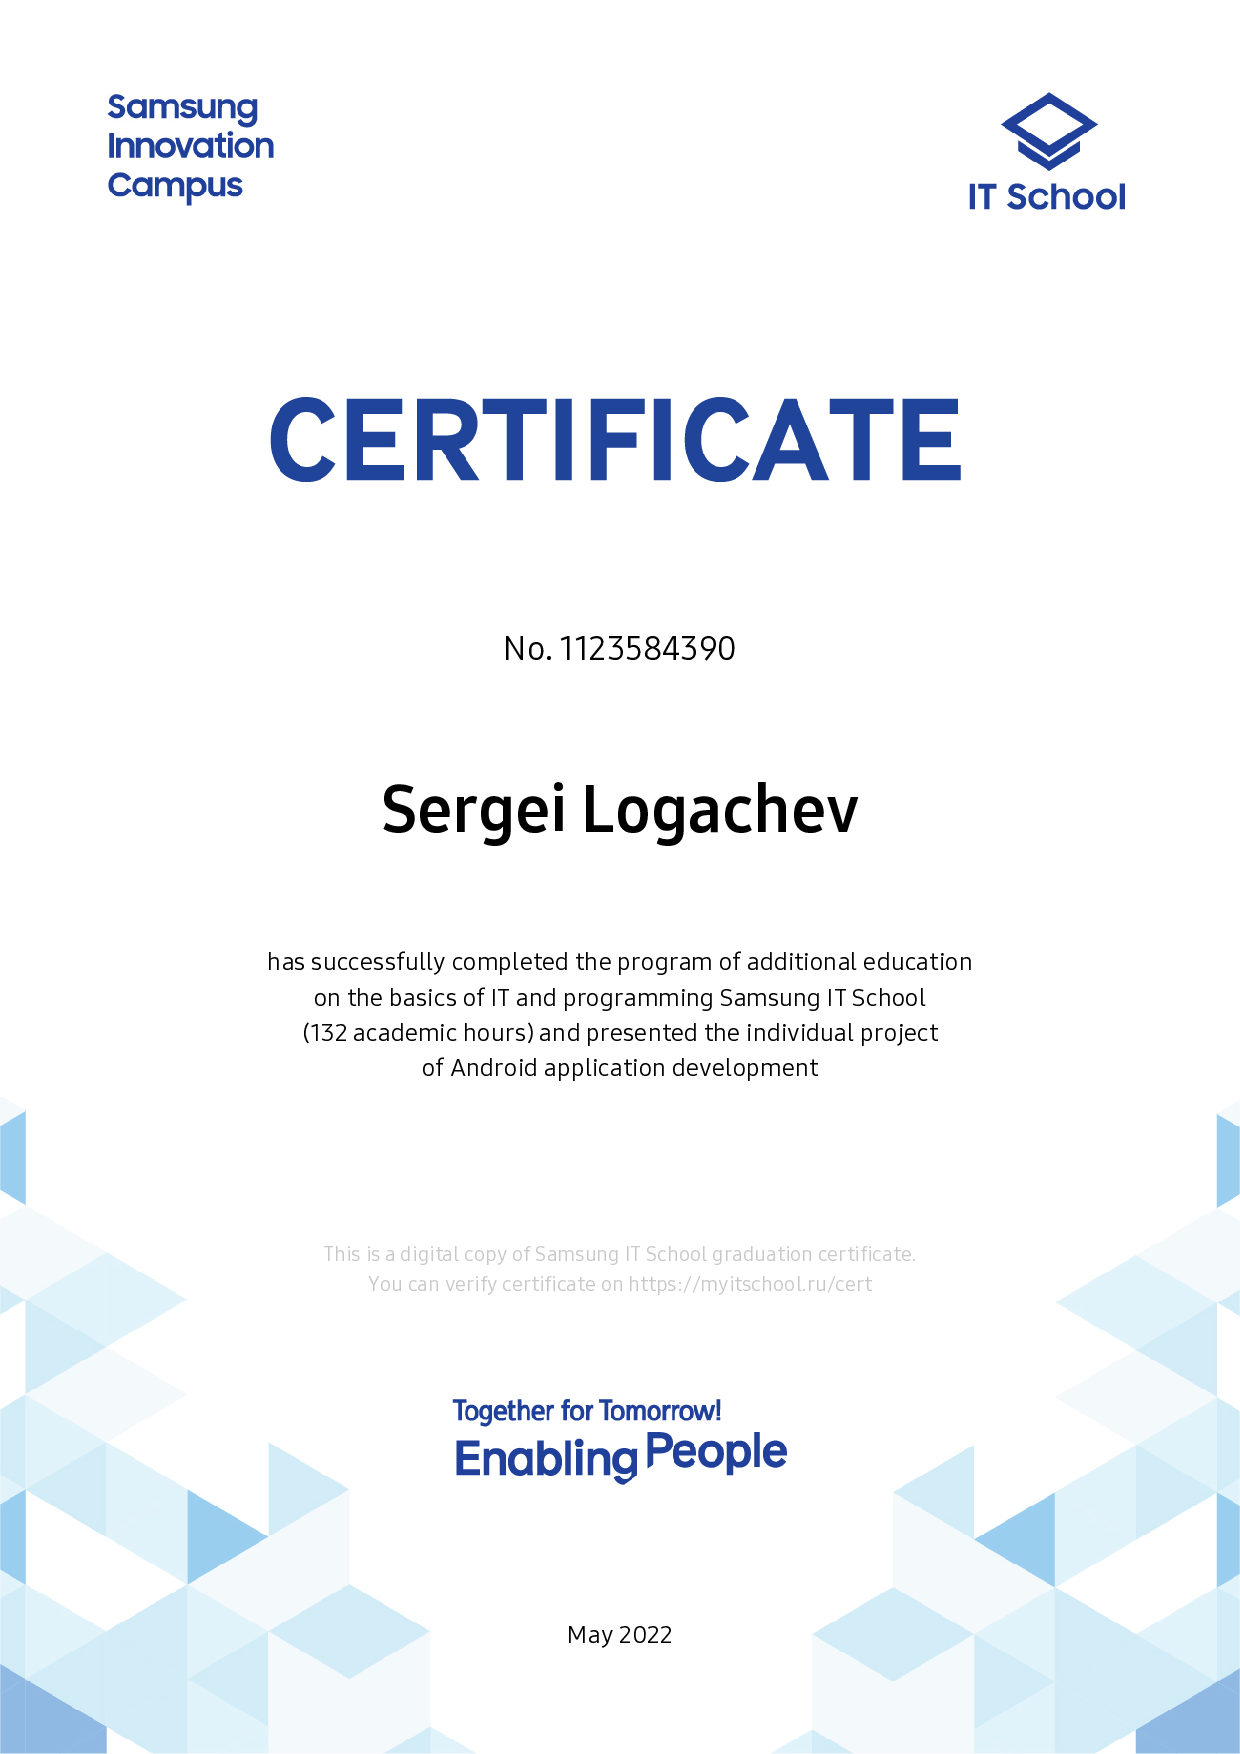 Samsung
Innovation
Campus
IT School
CERTIFICATE
No. 1123584390
Sergei Logachev
has successfully completed the program of additional education
on the basics of IT and programming Samsung IT School
(132 academic hours) and presented the individual project
of Android application development
This is a digital copy of Samsung IT School graduation certificate.
You can verify certificate on https://myitschool.ru/cert
Together for Tomorrow!
Enabling People
May 2022